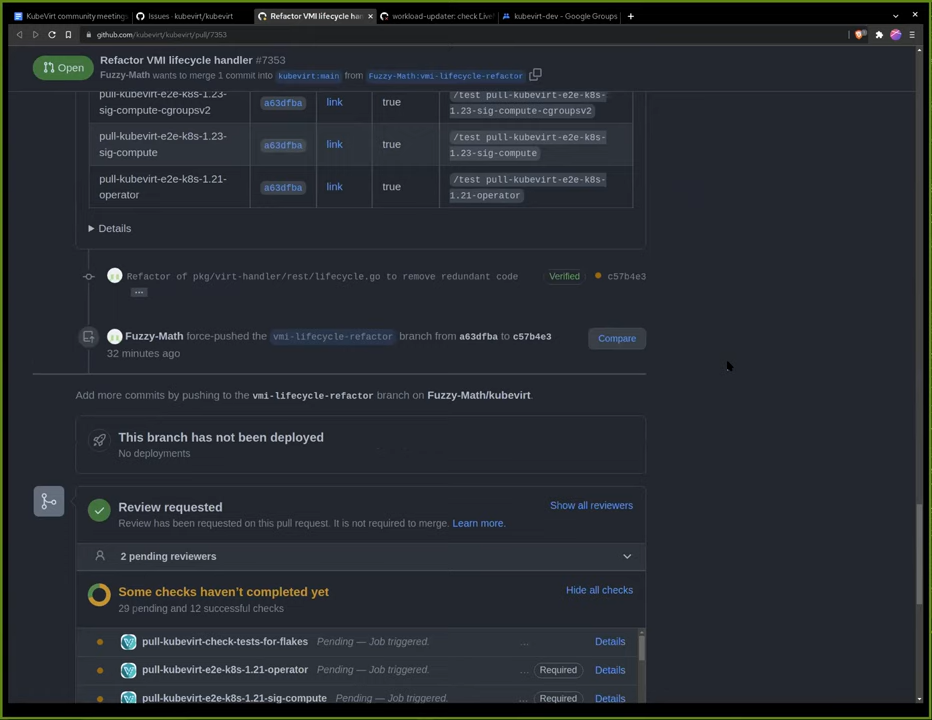 KubeVirt community meeting
Issues · kubevirt/kubevirt
Refactor VMI lifecycle han
workload-updater: check Live
kubevirt-dev - Google Groups
github.com/kubevirt/kubevirt/pull/7353
Open
Refactor VMI lifecycle handler #7353
Fuzzy-Math wants to merge 1 commit into kubevirt:main from Fuzzy-Math:vmi-lifecycle-refactor
pull-kubevirt-e2e-k8s-1.23-
sig-compute-cgroupsv2
a63dfba
link
true
/test pull-kubevirt-e2e-k8s-
1.23-sig-compute-cgroupsv2
pull-kubevirt-e2e-k8s-1.23-
sig-compute
a63dfba
link
true
/test pull-kubevirt-e2e-k8s-
1.23-sig-compute
pull-kubevirt-e2e-k8s-1.21-
operator
a63dfba
link
true
/test pull-kubevirt-e2e-k8s-
1.21-operator
Details
Refactor of pkg/virt-handler/rest/lifecycle.go to remove redundant code
Verified
c57b4e3
...
Fuzzy-Math force-pushed the vmi-lifecycle-refactor branch from a63dfba to c57b4e3
32 minutes ago
Compare
Add more commits by pushing to the vmi-lifecycle-refactor branch on Fuzzy-Math/kubevirt.
This branch has not been deployed
No deployments
Review requested
Show all reviewers
Review has been requested on this pull request. It is not required to merge. Learn more.
2 pending reviewers
Some checks haven't completed yet
Hide all checks
29 pending and 12 successful checks
pull-kubevirt-check-tests-for-flakes Pending — Job triggered. ... Details
pull-kubevirt-e2e-k8s-1.21-operator Pending — Job triggered. ... Required Details
pull-kubevirt-e2e-k8s-1.21-sig-compute Pending — Job triggered. ... Required Details